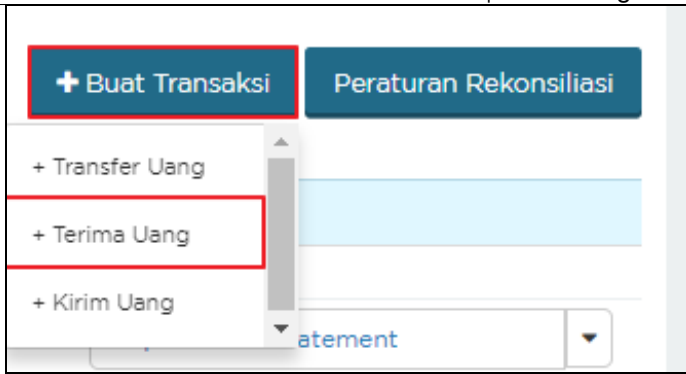 + Buat Transaksi
Peraturan Rekonsiliasi
+ Transfer Uang
+ Terima Uang
+ Kirim Uang
atement